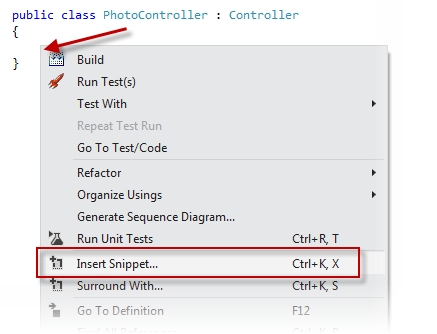 public class PhotoController : Controller
{
}
Build
Run Test(s)
Test With
Repeat Test Run
Go To Test/Code
Refactor
Organize Usings
Generate Sequence Diagram...
Run Unit Tests Ctrl+R, T
Insert Snippet... Ctrl+K, X
Surround With... Ctrl+K, S
Go To Definition F12